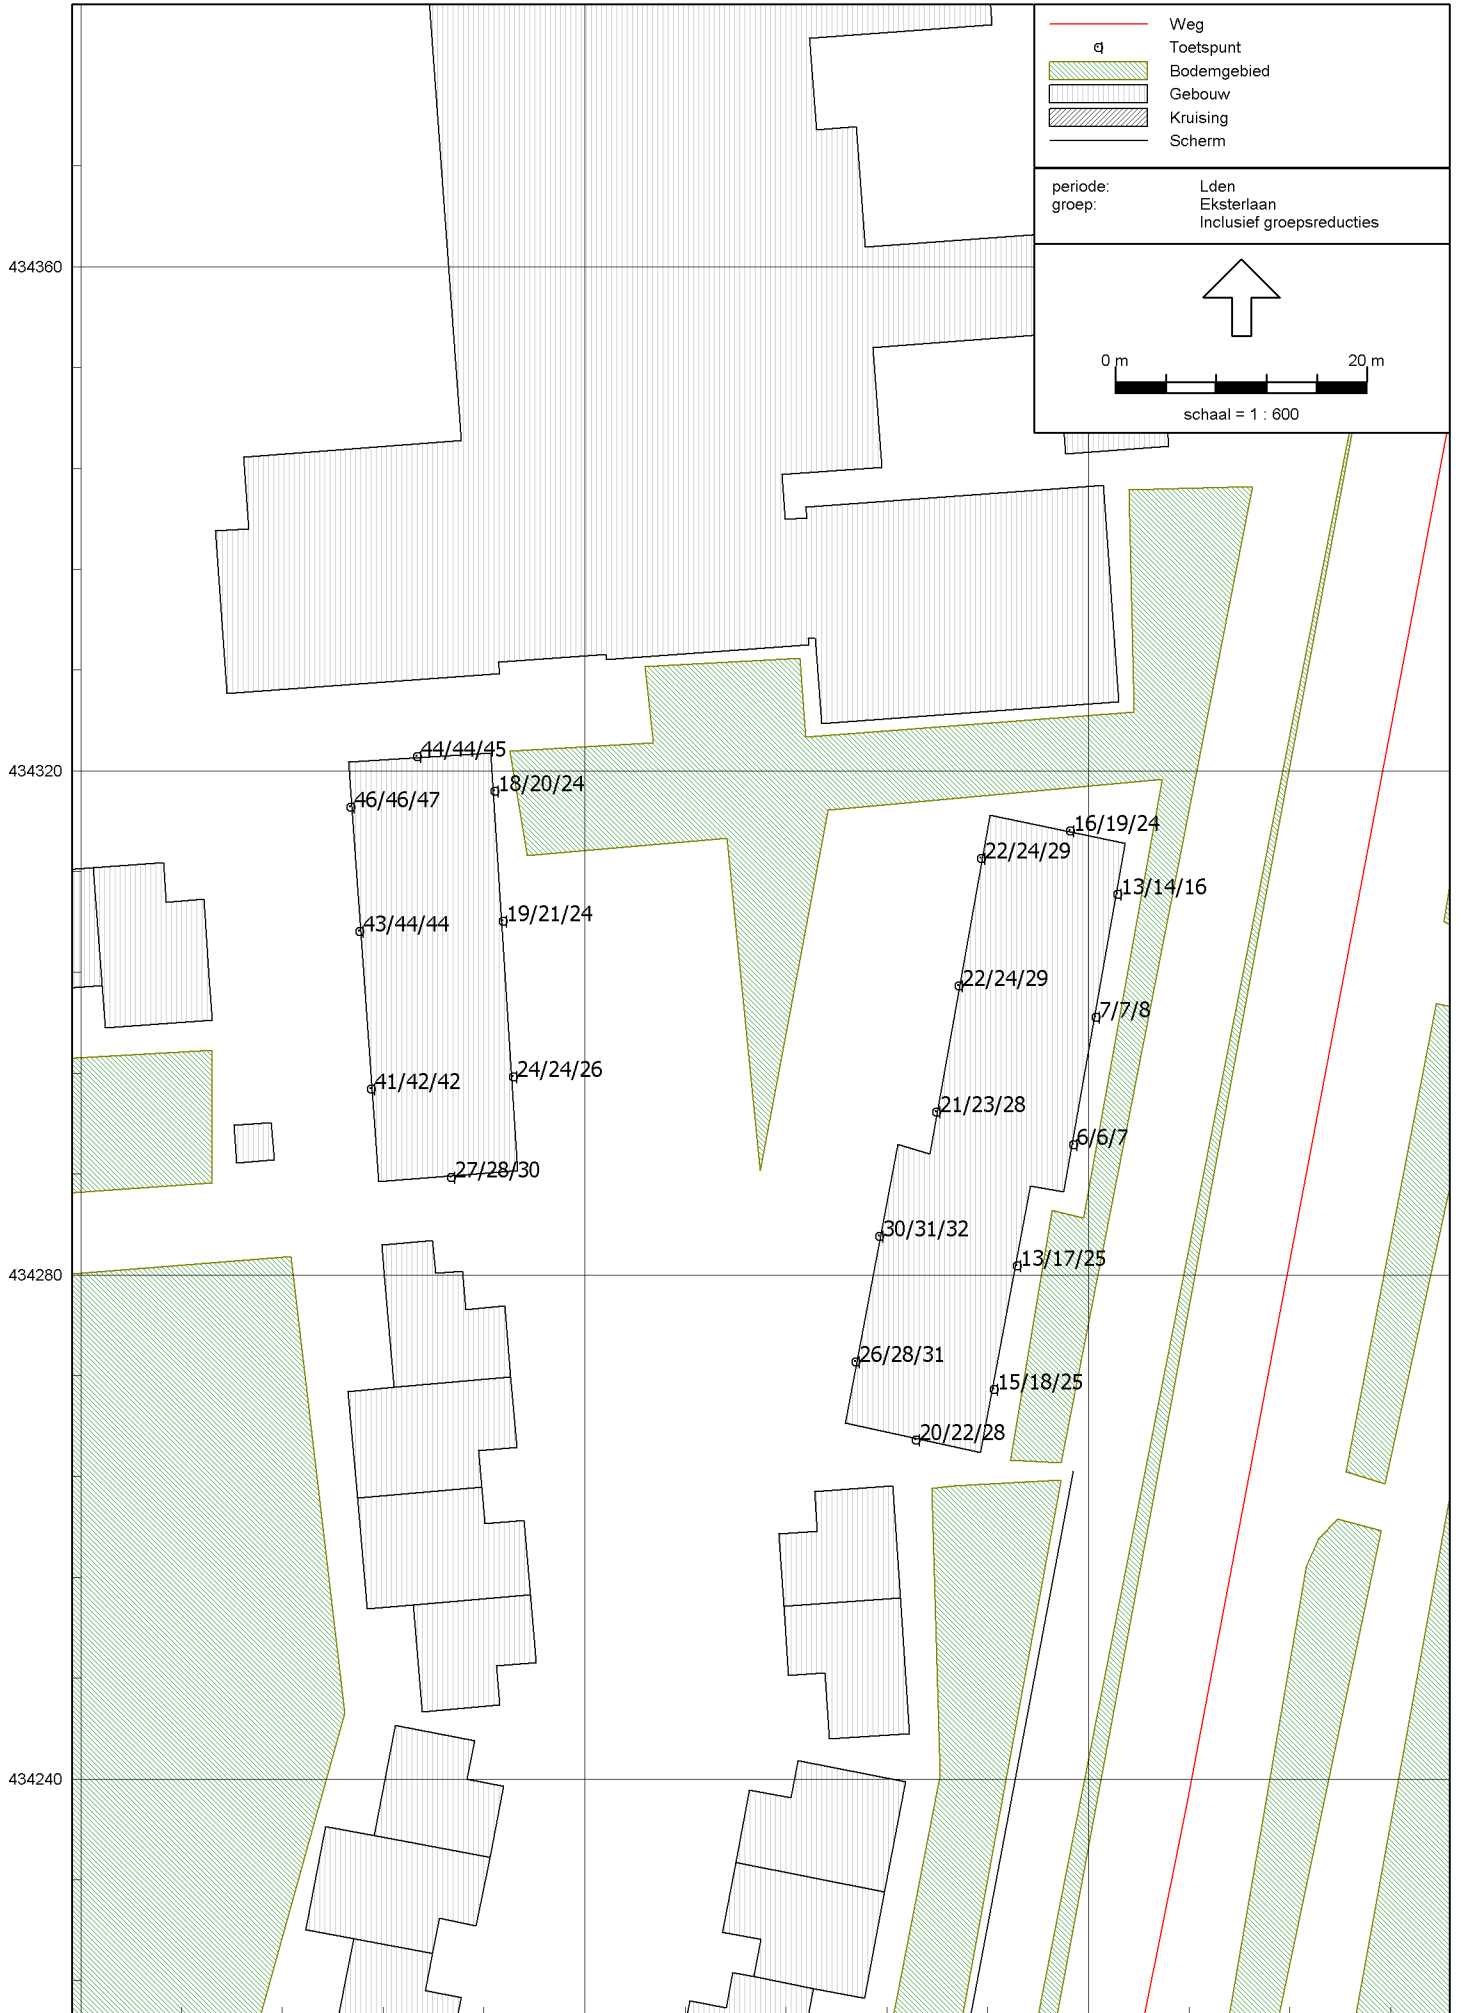 Weg
Toetspunt
Bodemgebied
Gebouw
Kruising
Scherm
periode: Lden
groep: Eksterlaan
Inclusief groepsreducties
434360
0 m 20 m
schaal = 1 : 600
44/44/45
434320
18/20/24
46/46/47
16/19/24
22/24/29
13/14/16
19/21/24
43/44/44
22/24/29
7/7/8
24/24/26
41/42/42
21/23/28
6/6/7
27/28/30
30/31/32
13/17/25
434280
26/28/31
15/18/25
20/22/28
434240